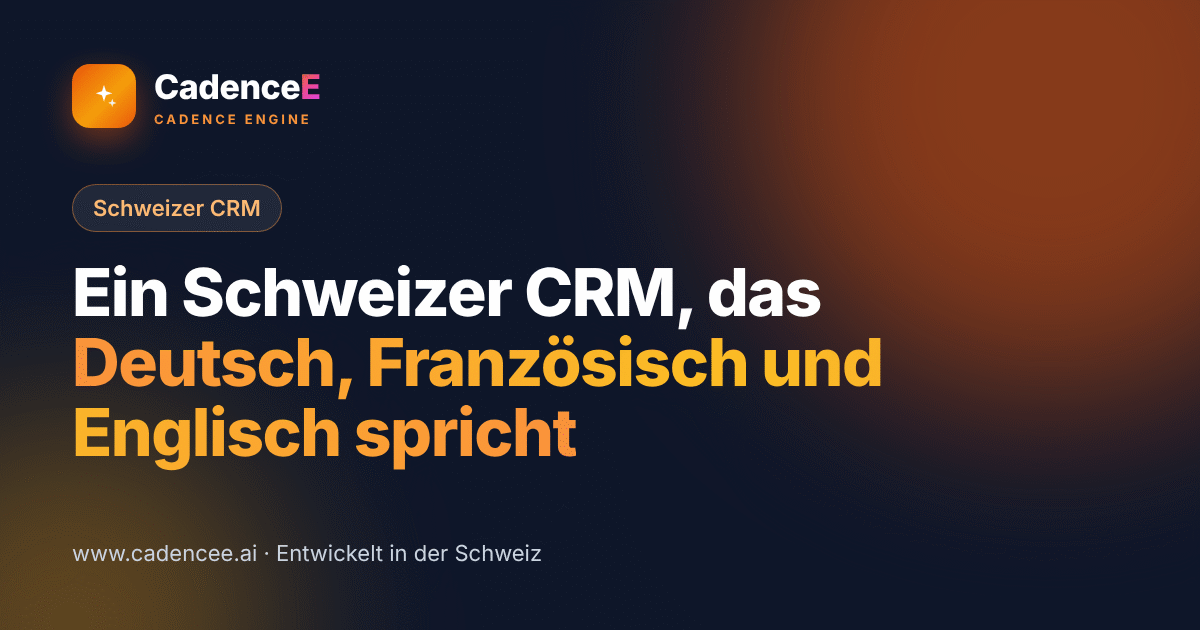 CadenceE
CADENCE ENGINE
Schweizer CRM
Ein Schweizer CRM, das
Deutsch, Französisch und
Englisch spricht
www.cadencee.ai · Entwickelt in der Schweiz